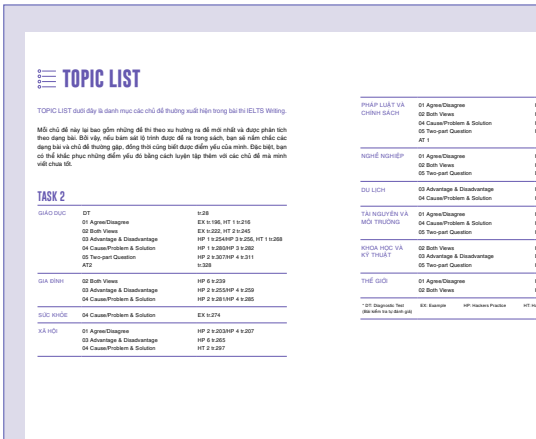 TOPIC LIST
TOPIC LIST dưới đây là danh mục các chủ đề thường xuất hiện trong bài thi IELTS Writing.
Mỗi chủ đề này lại bao gồm những đề thi theo xu hướng ra đề mới nhất và được phân tích
theo dạng bài. Bởi vậy, nếu bám sát lộ trình được đề ra trong sách, bạn sẽ nắm chắc các
dạng bài và chủ đề thường gặp, đồng thời cũng biết được điểm yếu của mình. Đặc biệt, bạn
có thể khắc phục những điểm yếu đó bằng cách luyện tập thêm với các chủ đề mà mình
viết chưa tốt.
TASK 2
GIÁO DỤC DT tr.28
01 Agree/Disagree EX tr.196, HT 1 tr.216
02 Both Views EX tr.222, HT 2 tr.245
03 Advantage & Disadvantage HP 1 tr.254/HP 3 tr.256, HT 1 tr.268
04 Cause/Problem & Solution HP 1 tr.280/HP 3 tr.282
05 Two-part Question HP 2 tr.307/HP 4 tr.311
AT2 tr.328
GIA ĐÌNH 02 Both Views HP 6 tr.239
03 Advantage & Disadvantage HP 2 tr.255/HP 4 tr.259
04 Cause/Problem & Solution HP 2 tr.281/HP 4 tr.285
SỨC KHỎE 04 Cause/Problem & Solution EX tr.274
XÃ HỘI 01 Agree/Disagree HP 2 tr.203/HP 4 tr.207
03 Advantage & Disadvantage HP 6 tr.265
04 Cause/Problem & Solution HT 2 tr.297
PHÁP LUẬT VÀ 01 Agree/Disagree
CHÍNH SÁCH 02 Both Views
04 Cause/Problem & Solution
05 Two-part Question
AT 1
NGHỀ NGHIỆP 01 Agree/Disagree
02 Both Views
05 Two-part Question
DU LỊCH 03 Advantage & Disadvantage
04 Cause/Problem & Solution
TÀI NGUYÊN VÀ 01 Agree/Disagree
MÔI TRƯỜNG 04 Cause/Problem & Solution
05 Two-part Question
KHOA HỌC VÀ 02 Both Views
KỸ THUẬT 03 Advantage & Disadvantage
05 Two-part Question
THẾ GIỚI 01 Agree/Disagree
02 Both Views
* DT: Diagnostic Test EX: Example HP: Hackers Practice HT:
(Bài kiểm tra tự đánh giá)